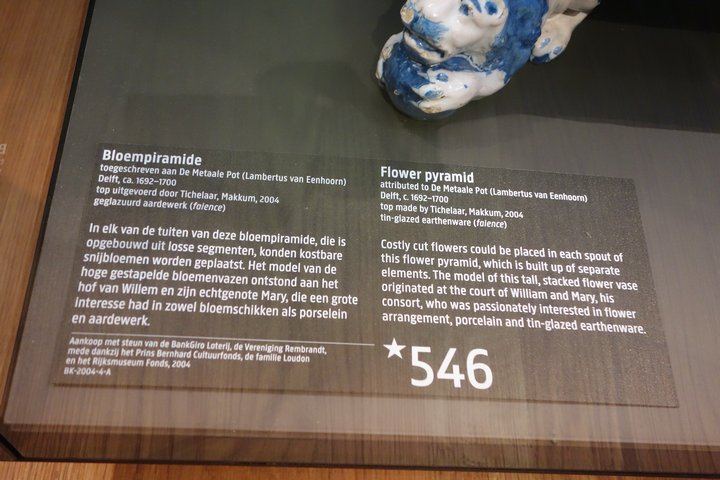 Bloempiramide
toegeschreven aan De Metaale Pot (Lambertus van Eenhoorn)
Delft, ca. 1692–1700
top uitgevoerd door Tichelaar, Makkum, 2004
geglazuurd aardewerk (faience)
In elk van de tuiten van deze bloempiramide, die is
opgebouwd uit losse segmenten, konden kostbare
snijbloemen worden geplaatst. Het model van de
hoge gestapelde bloemenvazen ontstond aan het
hof van Willem en zijn echtgenote Mary, die een grote
interesse had in zowel bloemschikken als porselein
en aardewerk.
Aankoop met steun van de BankGiro Loterij, de Vereniging Rembrandt,
mede dankzij het Prins Bernhard Cultuurfonds, de familie Loudon
en het Rijksmuseum Fonds, 2004
BK-2004-4-A
Flower pyramid
attributed to De Metaale Pot (Lambertus van Eenhoorn)
Delft, c. 1692–1700
top made by Tichelaar, Makkum, 2004
tin-glazed earthenware (faience)
Costly cut flowers could be placed in each spout of
this flower pyramid, which is built up of separate
elements. The model of this tall, stacked flower vase
originated at the court of William and Mary, his
consort, who was passionately interested in flower
arrangement, porcelain and tin-glazed earthenware.
★546